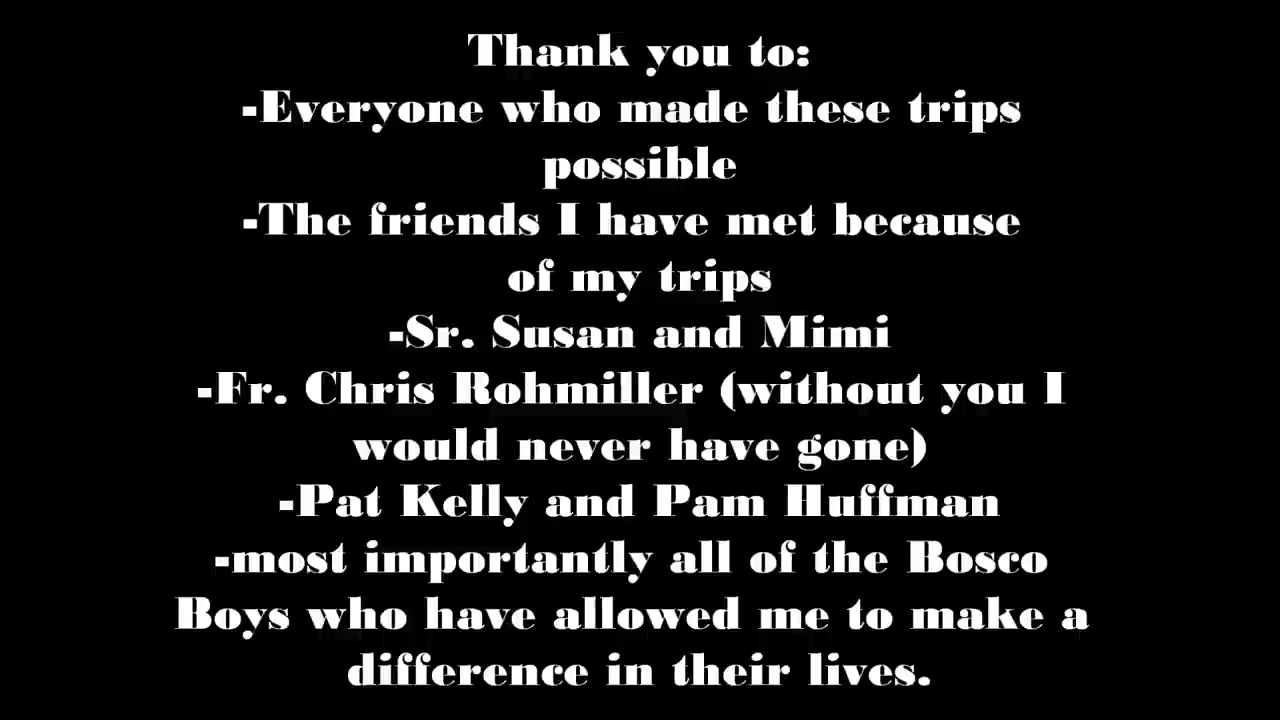 Thank you to:
-Everyone who made these trips
possible
-The friends I have met because
of my trips
-Sr. Susan and Mimi
-Fr. Chris Rohmiller (without you I
would never have gone)
-Pat Kelly and Pam Huffman
-most importantly all of the Bosco
Boys who have allowed me to make a
difference in their lives.